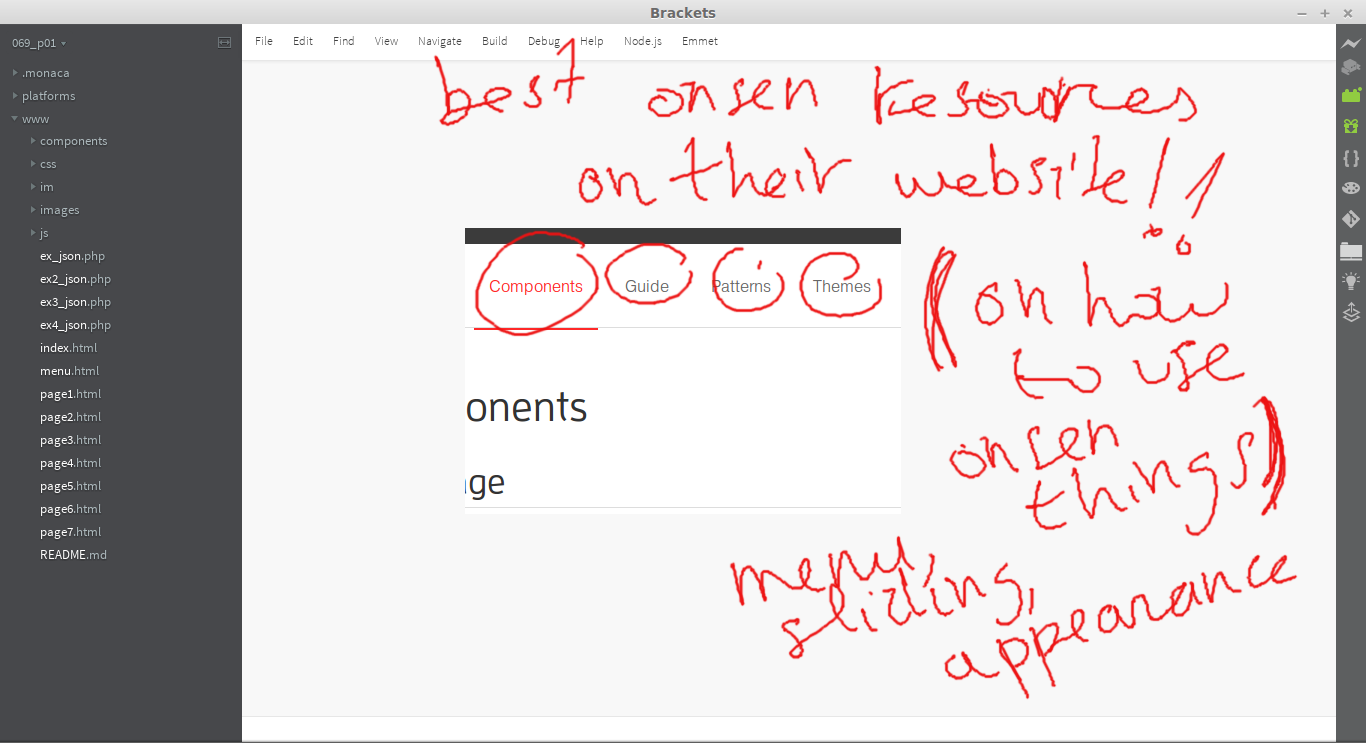 Brackets
069_p01
File Edit Find View Navigate Build Debug Help Node.js Emmet
.monaca
platforms
www
components
css
im
images
js
ex_json.php
ex2_json.php
ex3_json.php
ex4_json.php
index.html
menu.html
page1.html
page2.html
page3.html
page4.html
page5.html
page6.html
page7.html
README.md
best onsen resources
on their website!!
Components Guide Patterns Themes
onents
ge
(on how
to use
onsen
things)
menu,
sliding,
appearance